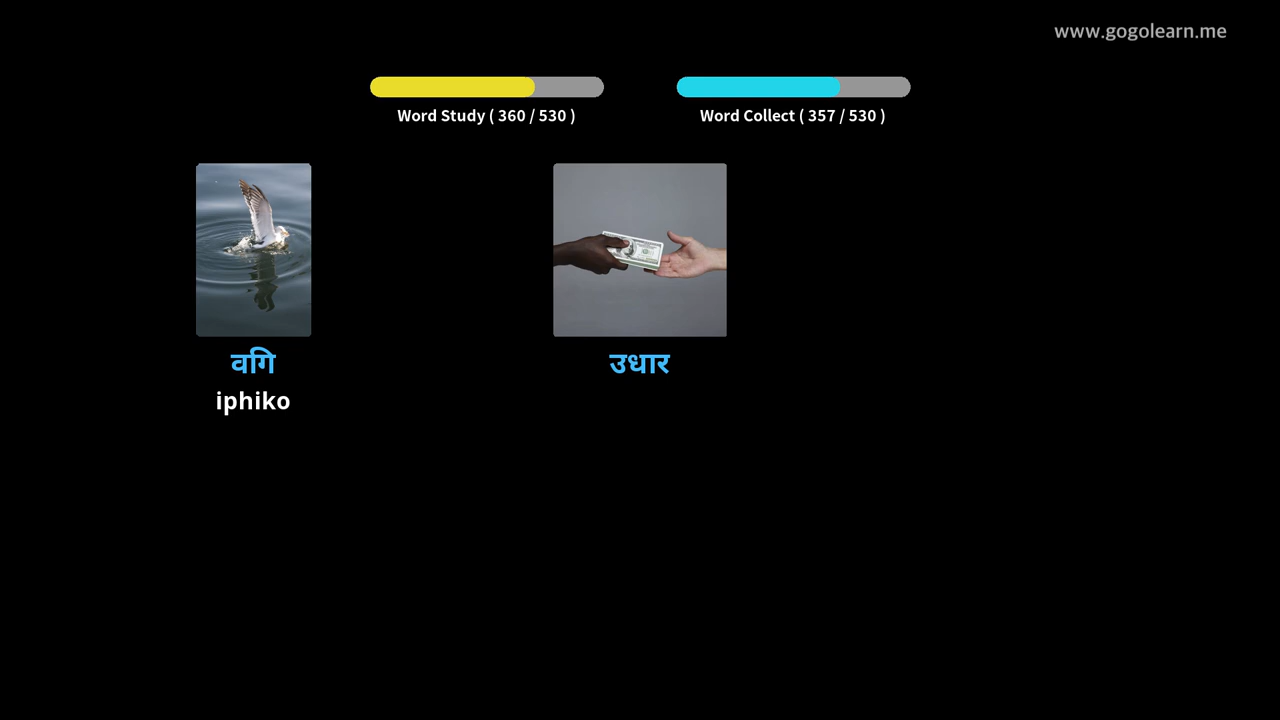 www.gogolearn.me
Word Study ( 360 / 530 )
Word Collect ( 357 / 530 )
वगि
उधार
iphiko